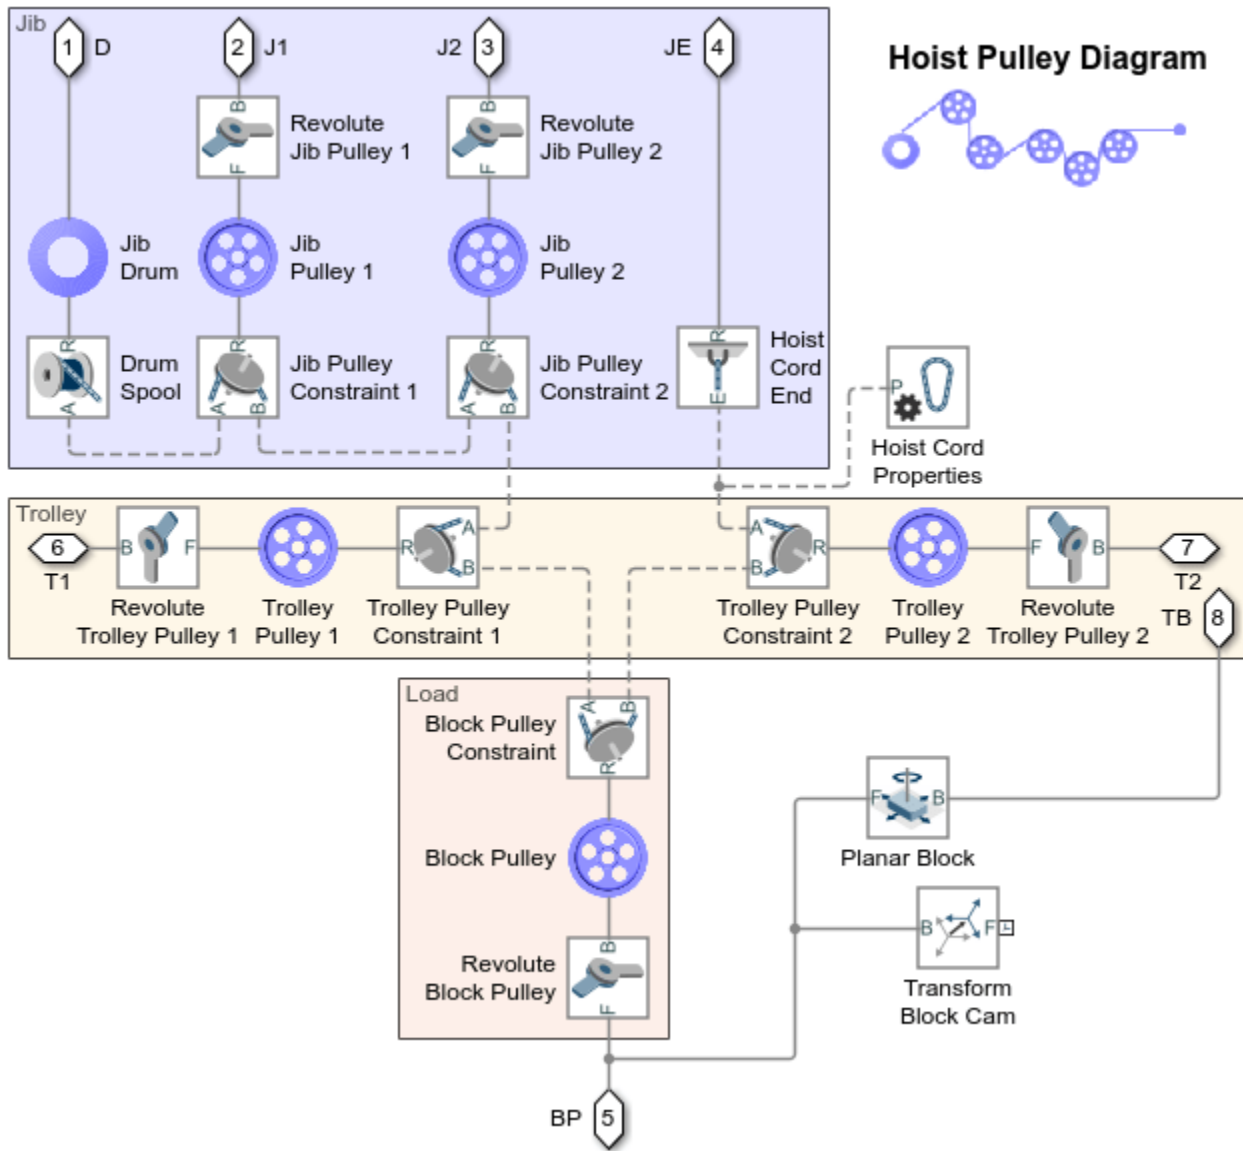 Jib
1 D
2 J1
J2 3
JE 4
Hoist Pulley Diagram
B
Revolute
Jib Pulley 1
F
B
Revolute
Jib Pulley 2
F
Jib
Drum
Jib
Pulley 1
Jib
Pulley 2
R
Drum
Spool
A
R
Jib Pulley
Constraint 1
A B
R
Jib Pulley
Constraint 2
A B
R
Hoist
Cord
End
E
P
Hoist Cord
Properties
Trolley
6
T1
B F
Revolute
Trolley Pulley 1
Trolley
Pulley 1
R A
B
Trolley Pulley
Constraint 1
A
B R
Trolley Pulley
Constraint 2
Trolley
Pulley 2
F B
Revolute
Trolley Pulley 2
7
T2
TB 8
Load
A B
Block Pulley
Constraint
R
Block Pulley
B
Revolute
Block Pulley
F
F B
Planar Block
B F
Transform
Block Cam
BP 5